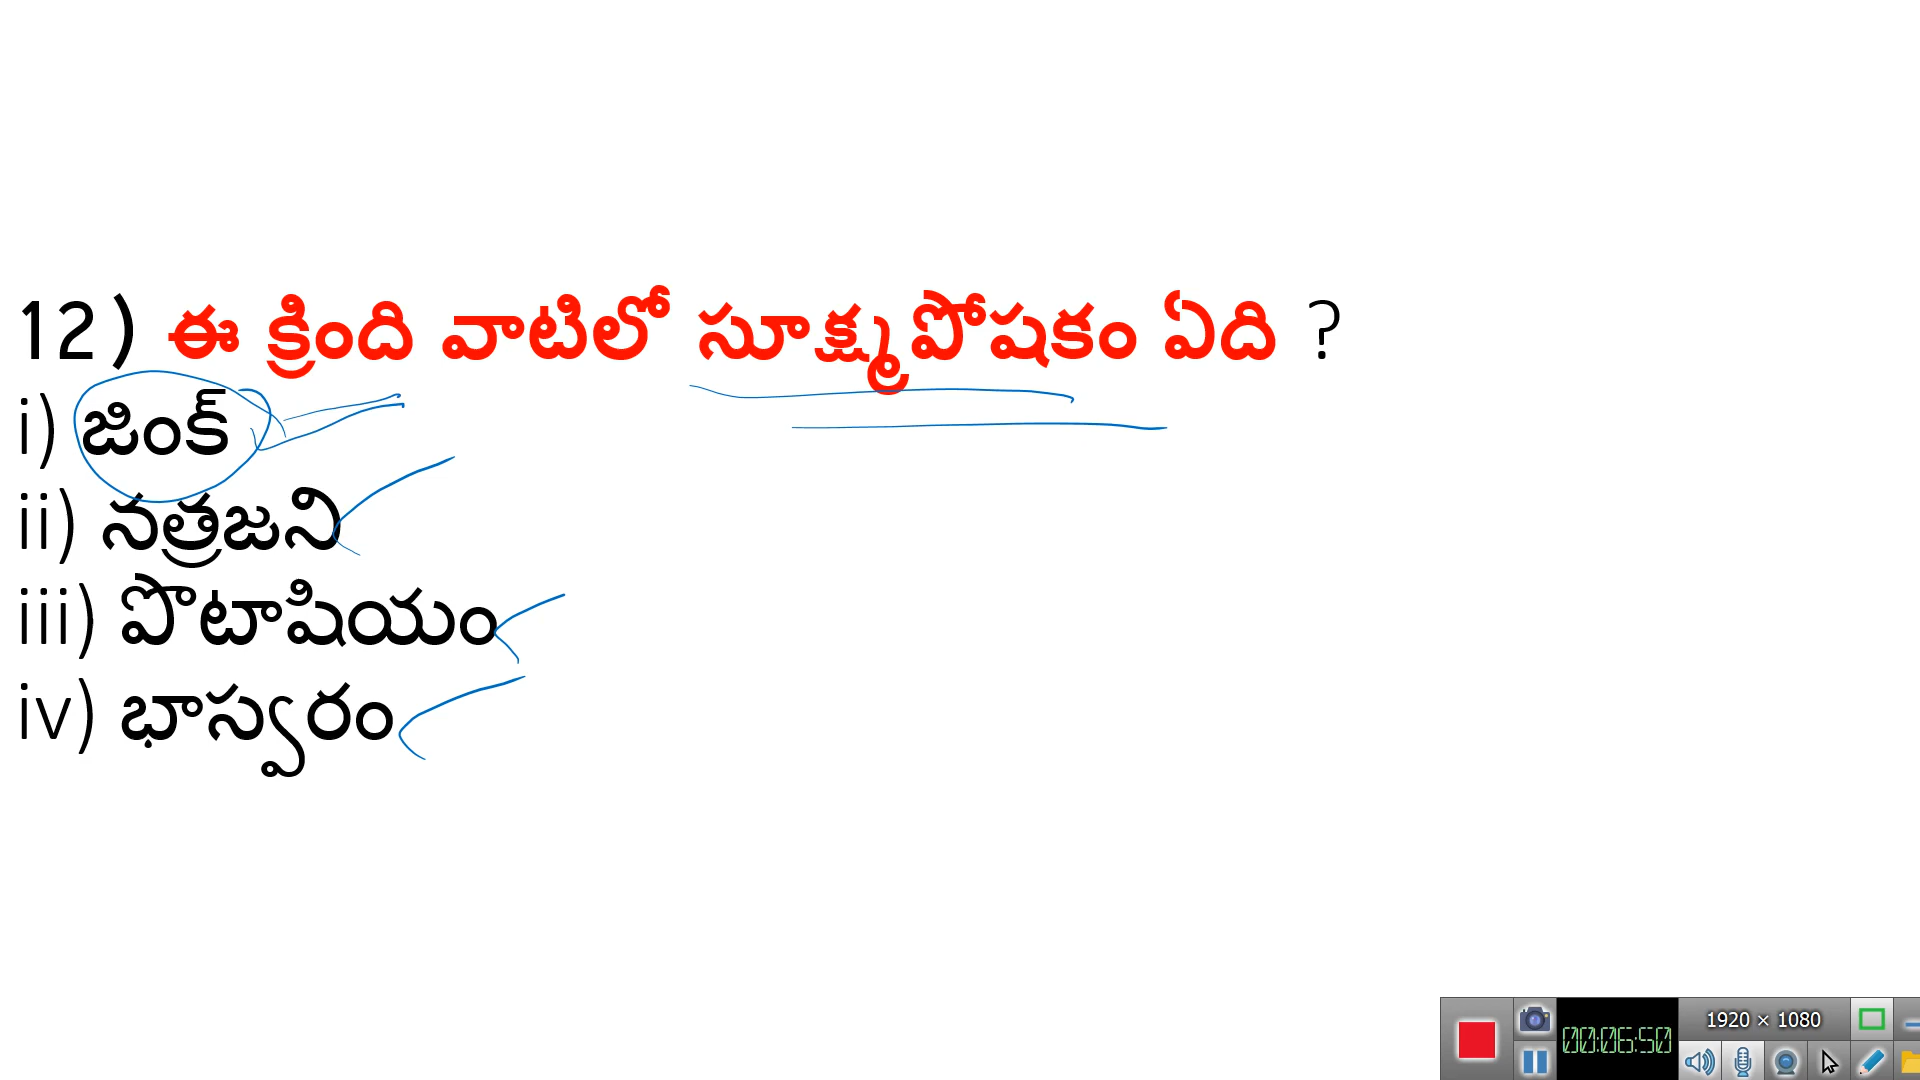 12) ఈ క్రింది వాటిలో సూక్ష్మపోషకం ఏది ?
i) జింక్
ii) నత్రజని
iii) పొటాషియం
iv) భాస్వరం
1920 × 1080
00:06:50